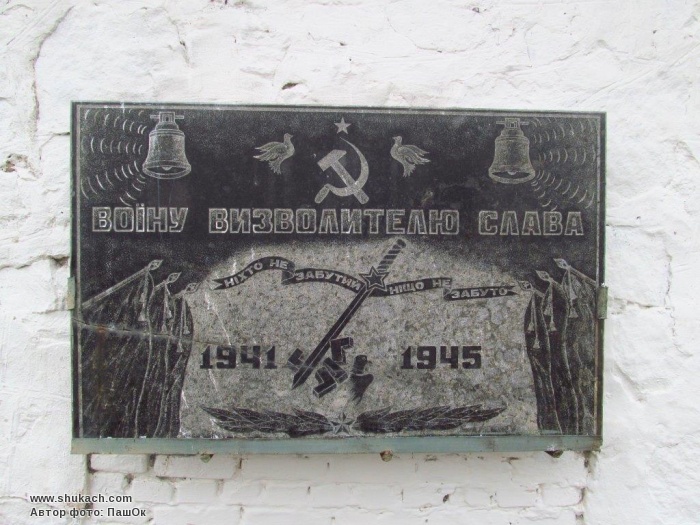 ВОЇНУ ВИЗВОЛИТЕЛЮ СЛАВА
НІХТО НЕ ЗАБУТИЙ НІЩО НЕ ЗАБУТО
1941 1945
www.shukach.com
Автор фото: ПашОк